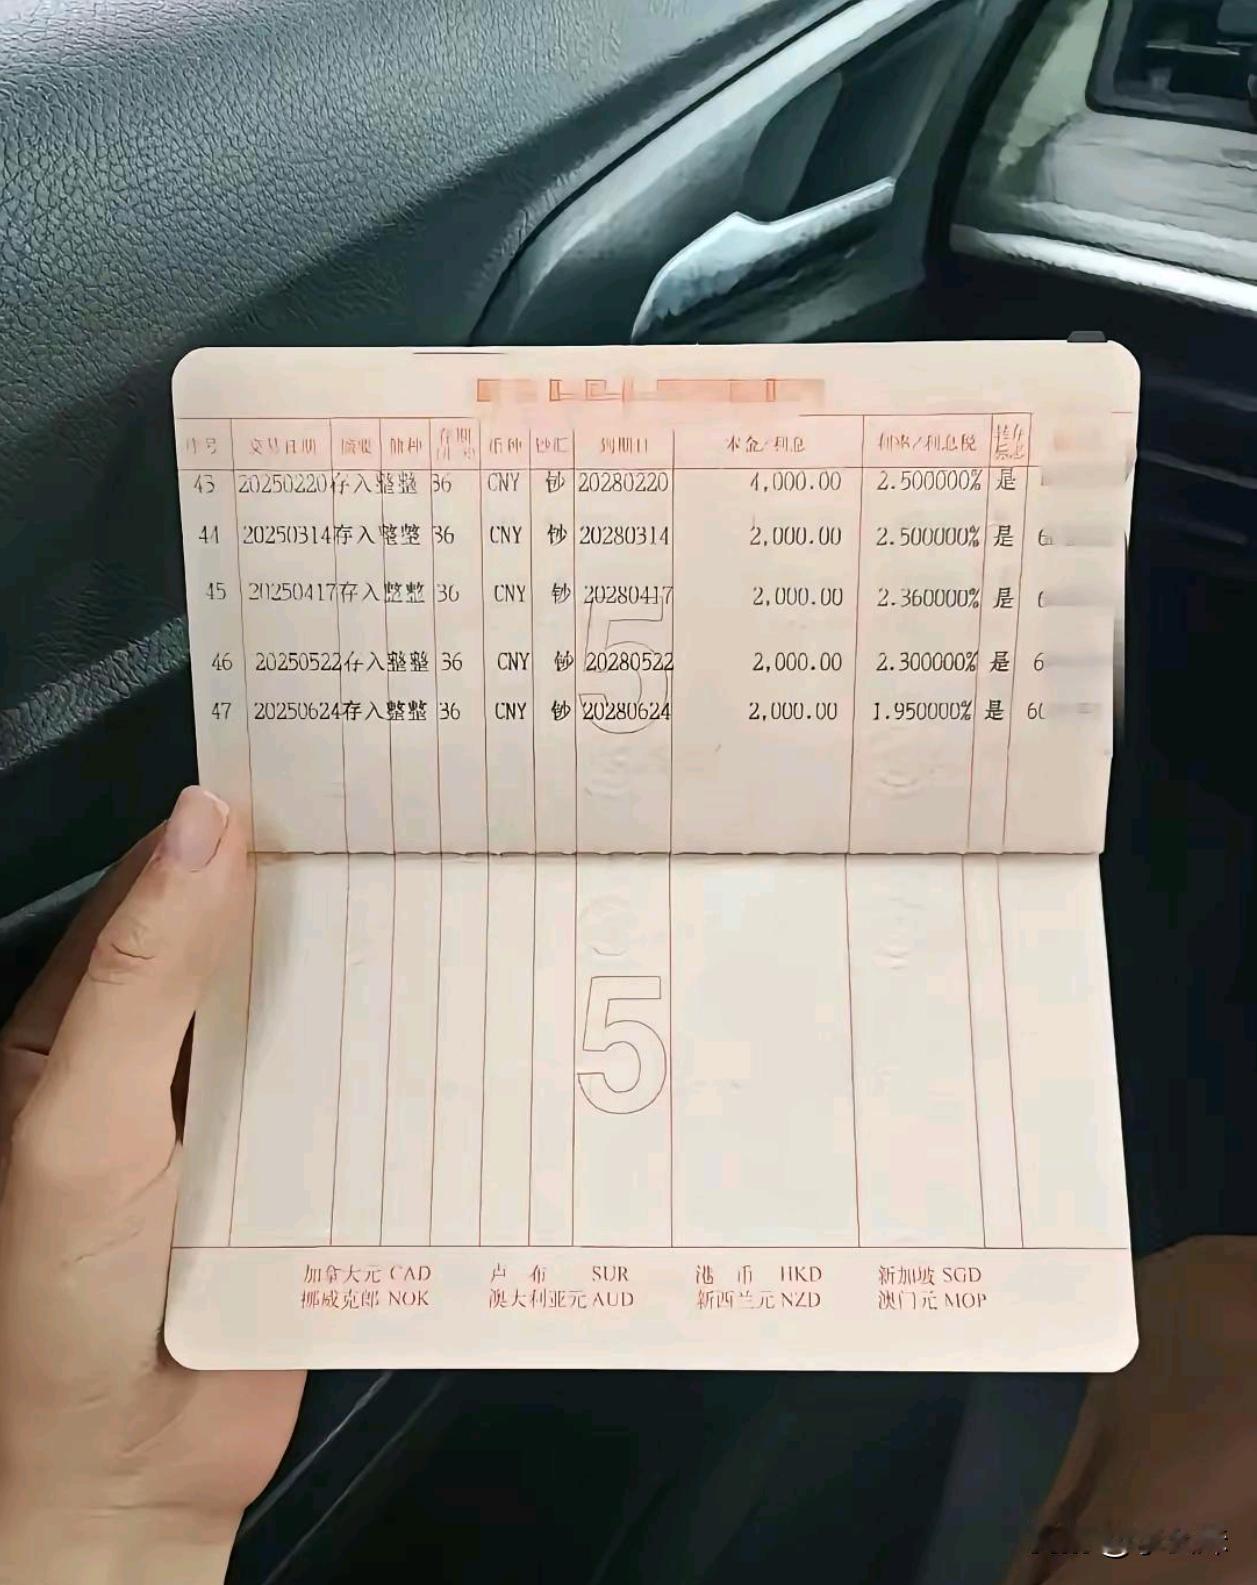 序号 交易日期 摘要 储种 存期 币种 钞汇 到期日 本金/利息 利率/利息税 转存标志
43 20250220 存入 整整 36 CNY 钞 20280220 4,000.00 2.500000% 是
44 20250314 存入 整整 36 CNY 钞 20280314 2,000.00 2.500000% 是 6
45 20250417 存入 整整 36 CNY 钞 20280417 2,000.00 2.360000% 是
46 20250522 存入 整整 36 CNY 钞 20280522 2,000.00 2.300000% 是 6
47 20250624 存入 整整 36 CNY 钞 20280624 2,000.00 1.950000% 是 60
5
5
加拿大元 CAD 卢布 SUR 港币 HKD 新加坡 SGD
挪威克郎 NOK 澳大利亚元 AUD 新西兰元 NZD 澳门元 MOP